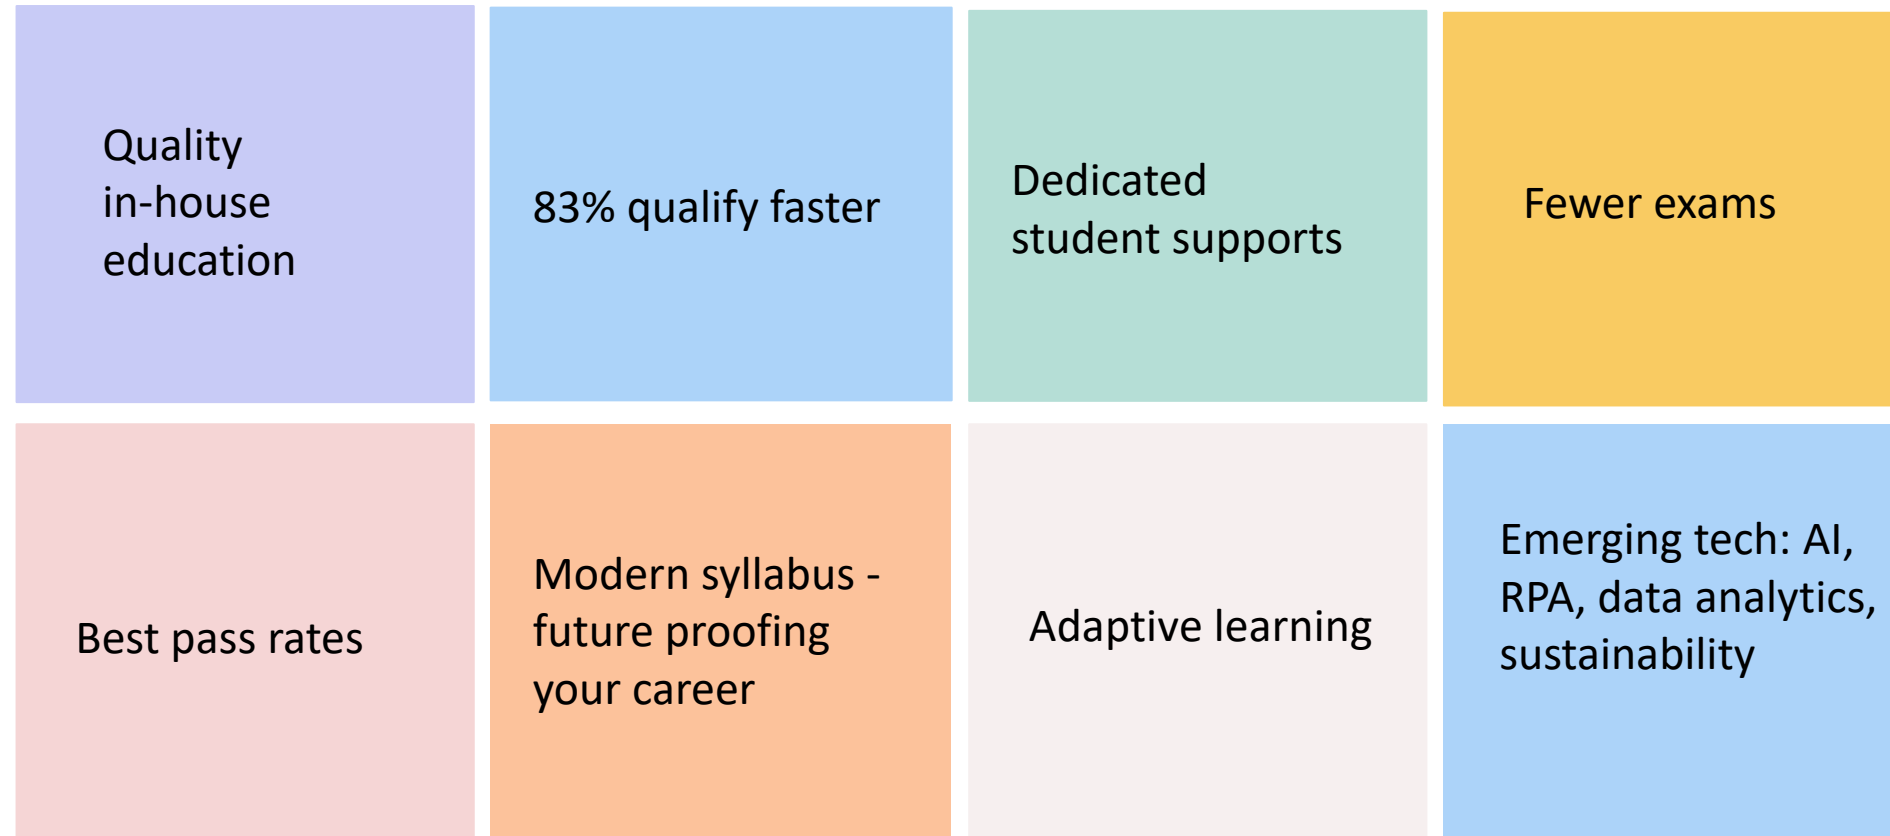 Quality
in-house
education
83% qualify faster
Dedicated
student supports
Fewer exams
Best pass rates
Modern syllabus -
future proofing
your career
Adaptive learning
Emerging tech: AI,
RPA, data analytics,
sustainability